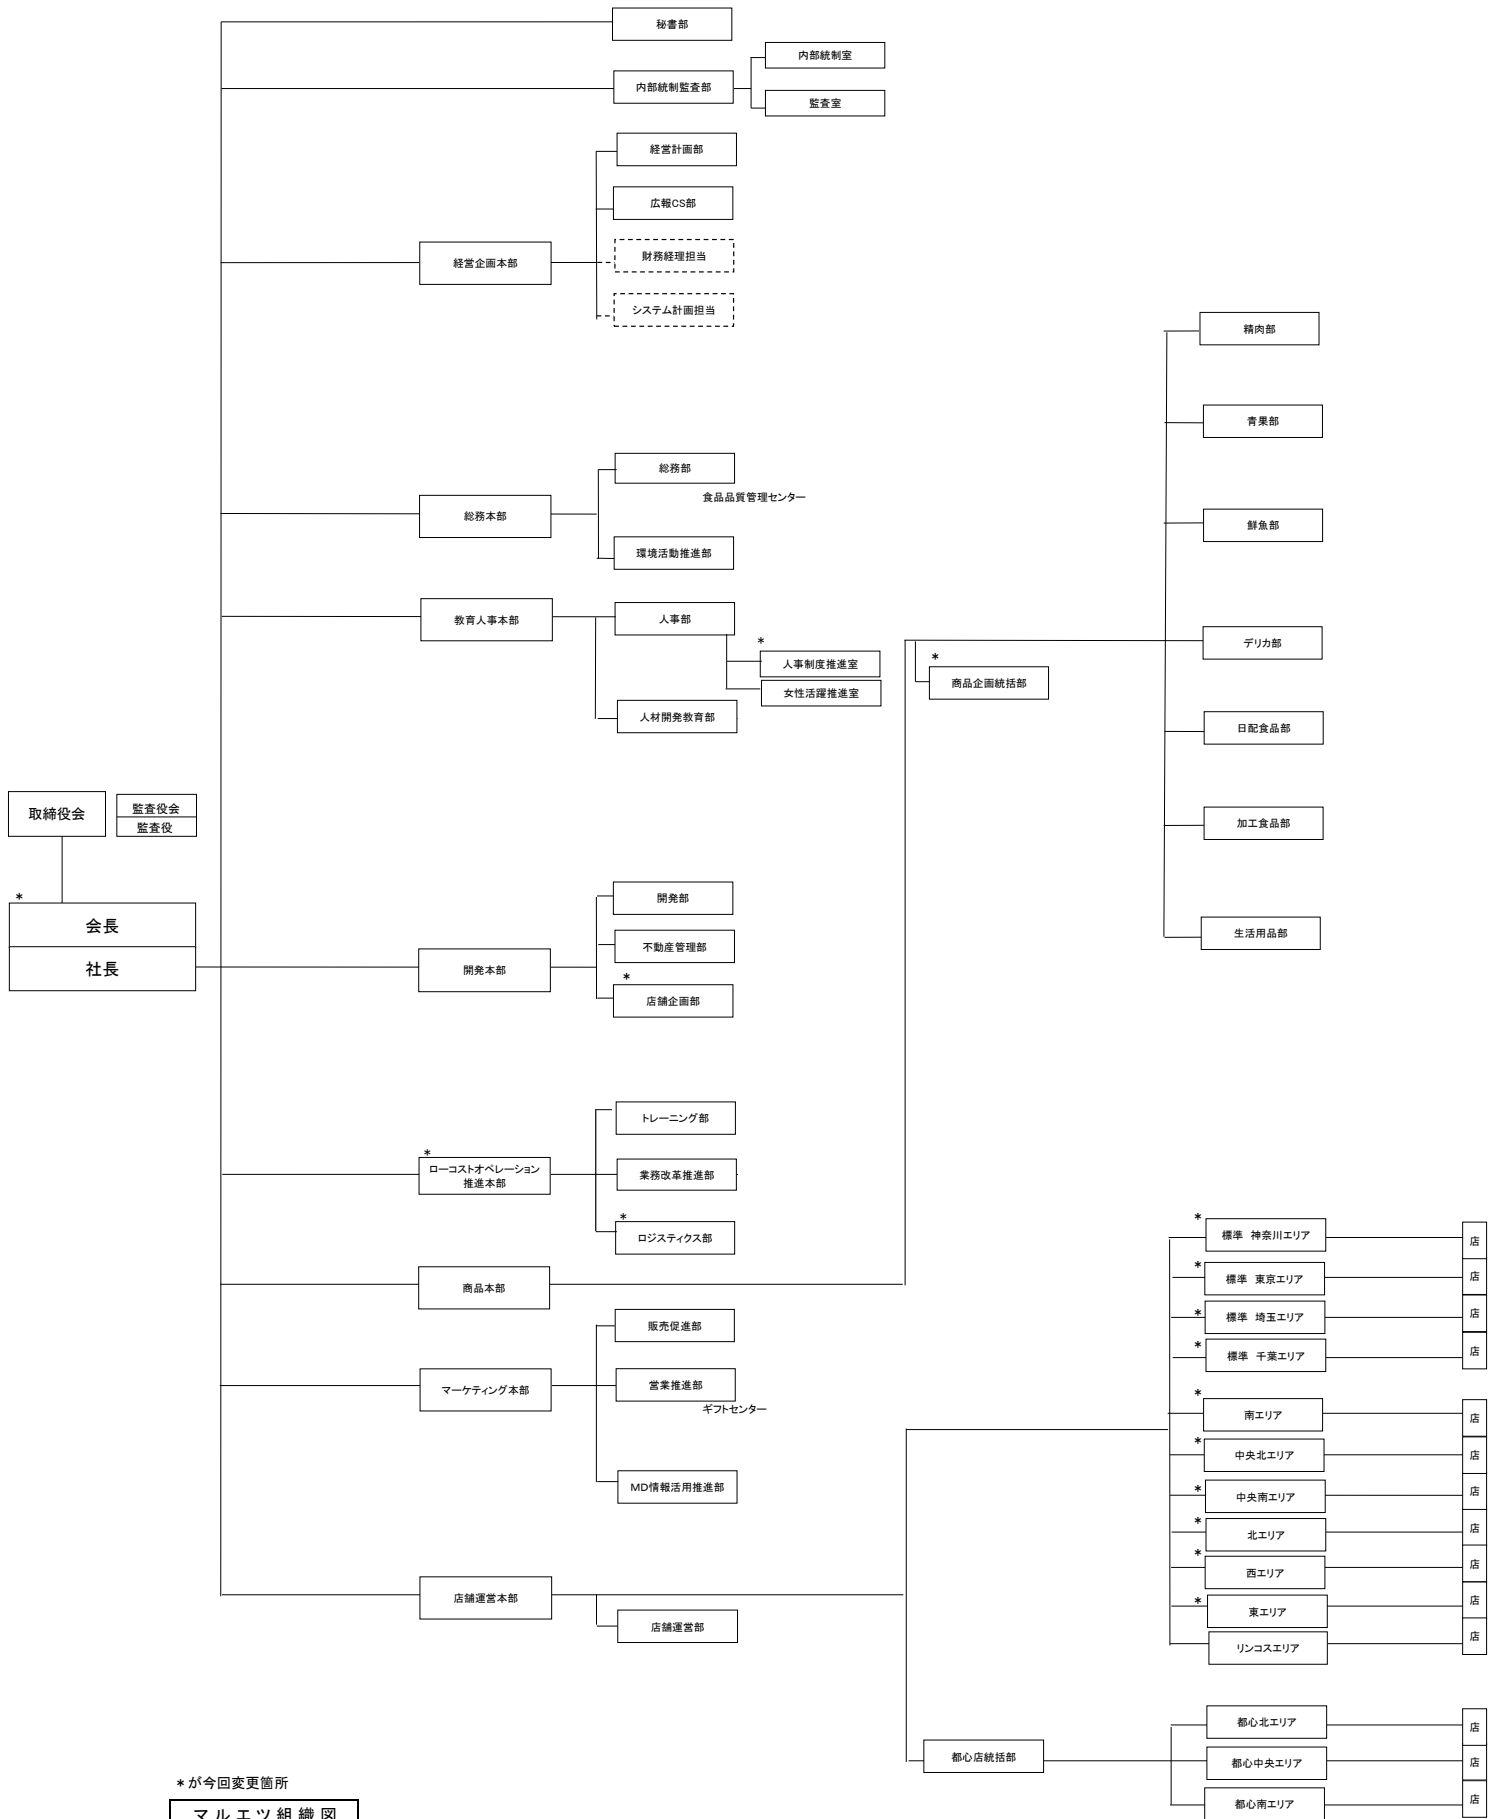 秘書部
内部統制室
内部統制監査部
監査室
経営計画部
広報CS部
財務経理担当
経営企画本部
システム計画担当
精肉部
青果部
総務部
食品品質管理センター
総務本部
鮮魚部
環境活動推進部
教育人事本部
人事部
*
人事制度推進室
女性活躍推進室
人材開発教育部
*
商品企画統括部
デリカ部
日配食品部
加工食品部
生活用品部
取締役会
監査役会
監査役
*
会長
社長
開発部
不動産管理部
開発本部
*
店舗企画部
トレーニング部
*
ローコストオペレーション
推進本部
業務改革推進部
*
ロジスティクス部
商品本部
販売促進部
マーケティング本部
営業推進部
ギフトセンター
MD情報活用推進部
店舗運営本部
店舗運営部
*
標準 神奈川エリア
店
*
標準 東京エリア
店
*
標準 埼玉エリア
店
*
標準 千葉エリア
店
*
南エリア
店
*
中央北エリア
店
*
中央南エリア
店
*
北エリア
店
*
西エリア
店
*
東エリア
店
リンコスエリア
店
都心店統括部
都心北エリア
店
都心中央エリア
店
都心南エリア
店
*が今回変更箇所
マルエツ組織図